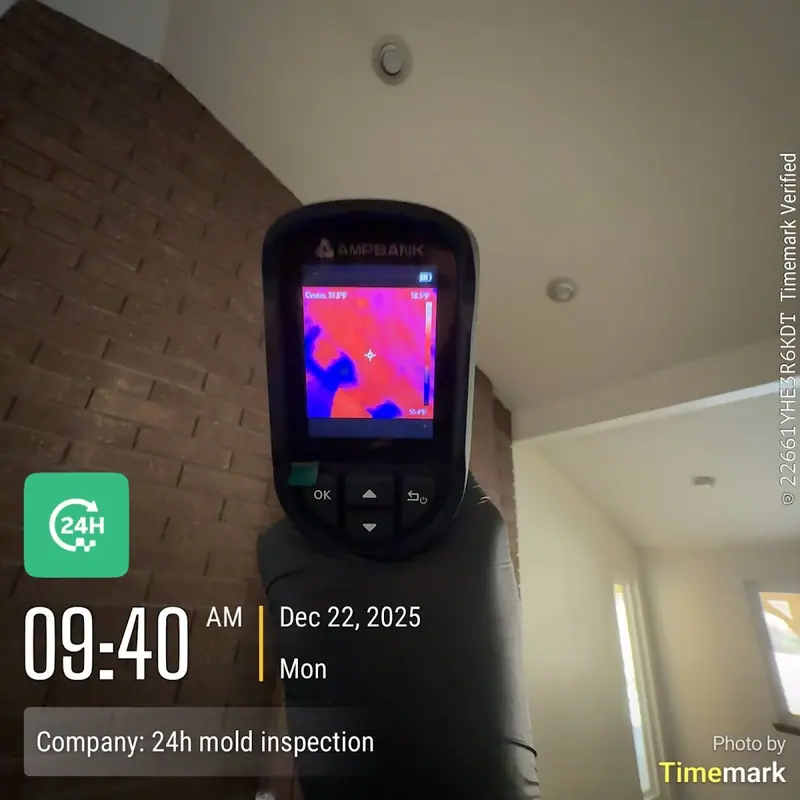 AMPBANK
OK
24H
09:40 AM
Dec 22, 2025
Mon
Company: 24h mold inspection
Photo by
Timemark
22661YHE3R6KDT Timemark Verified